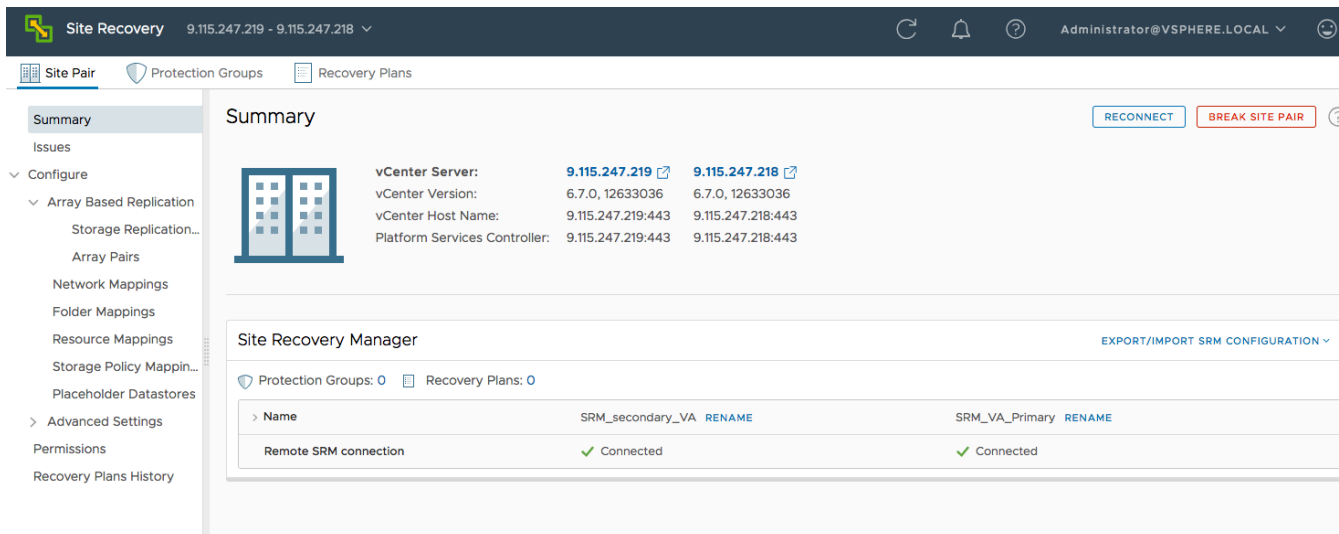 Site Recovery 9.115.247.219 - 9.115.247.218 Administrator@VSPHERE.LOCAL
Site Pair Protection Groups Recovery Plans
Summary
Issues
Configure
Array Based Replication
Storage Replication...
Array Pairs
Network Mappings
Folder Mappings
Resource Mappings
Storage Policy Mappin...
Placeholder Datastores
Advanced Settings
Permissions
Recovery Plans History
Summary RECONNECT BREAK SITE PAIR
vCenter Server: 9.115.247.219 9.115.247.218
vCenter Version: 6.7.0, 12633036 6.7.0, 12633036
vCenter Host Name: 9.115.247.219:443 9.115.247.218:443
Platform Services Controller: 9.115.247.219:443 9.115.247.218:443
Site Recovery Manager EXPORT/IMPORT SRM CONFIGURATION
Protection Groups: 0 Recovery Plans: 0
Name SRM_secondary_VA RENAME SRM_VA_Primary RENAME
Remote SRM connection Connected Connected